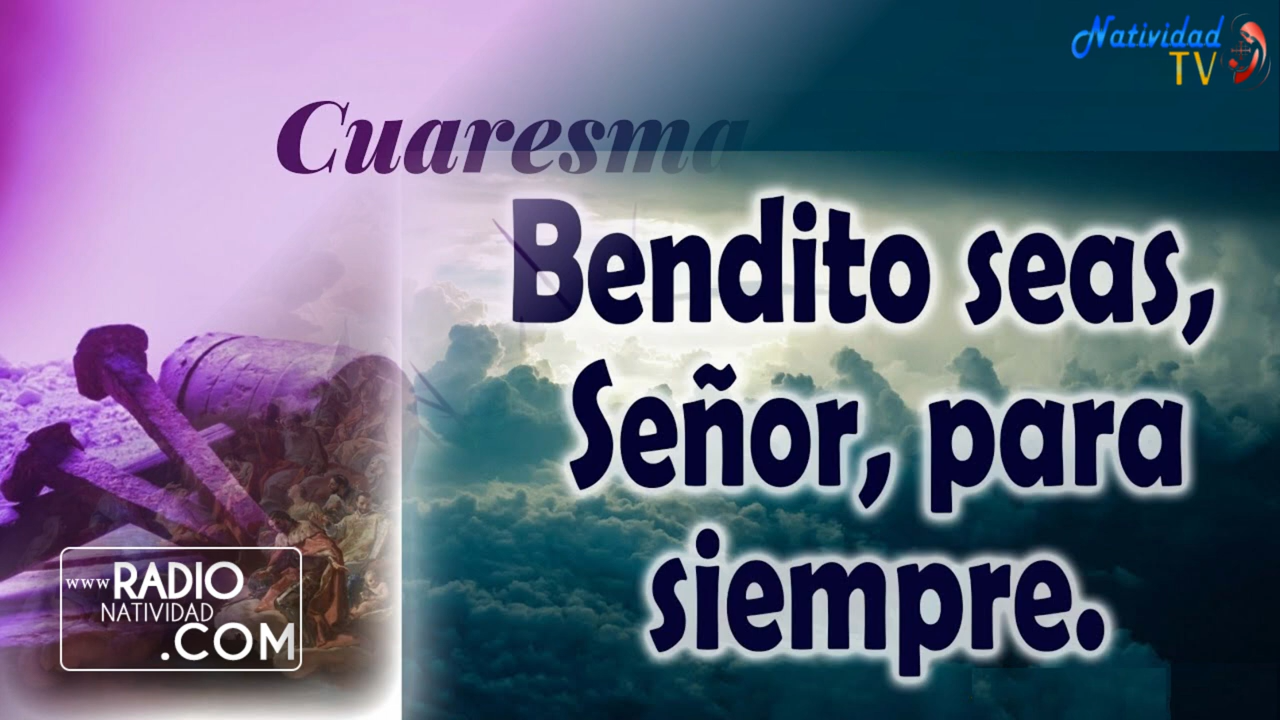 Natividad
TV
Cuaresma
Bendito seas,
Señor, para
siempre.
www RADIO
NATIVIDAD
.COM